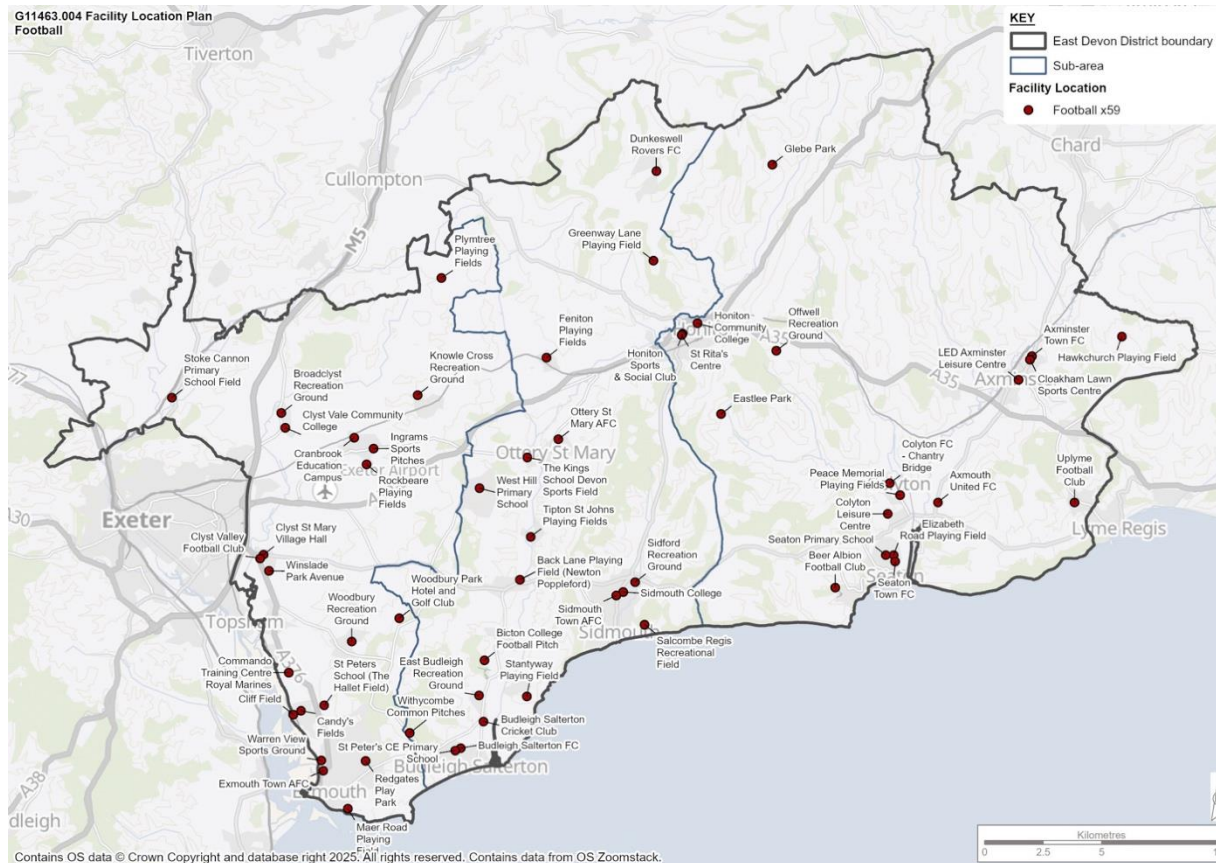 G11463.004 Facility Location Plan
Football
KEY
East Devon District boundary
Sub-area
Facility Location
Football x59
Tiverton
Cullompton
Chard
M5
Dunkeswell
Rovers FC
Glebe Park
Greenway Lane
Playing Field
Plymtree
Playing
Fields
Feniton
Playing
Fields
Honiton
Community
College
Offwell
Recreation
Ground
St Rita's
Centre
Honiton
Sports
& Social Club
A35
A35
Axminster
Town FC
LED Axminster
Leisure Centre
Hawkchurch Playing Field
Cloakham Lawn
Sports Centre
Stoke Cannon
Primary
School Field
Knowle Cross
Recreation
Ground
Broadclyst
Recreation
Ground
Clyst Vale Community
College
Eastlee Park
Ottery St
Mary AFC
Cranbrook
Education
Campus
Ingrams
Sports
Pitches
Exeter Airport
Rockbeare
Playing
Fields
Ottery St Mary
The Kings
School Devon
Sports Field
West Hill
Primary
School
Colyton FC
- Chantry
Bridge
Peace Memorial
Playing Fields
Axmouth
United FC
Uplyme
Football
Club
Colyton
Leisure
Centre
Lyme Regis
A30
Exeter
Tipton St Johns
Playing Fields
Clyst St Mary
Village Hall
Clyst Valley
Football Club
Winslade
Park Avenue
Elizabeth
Road Playing Field
Seaton Primary School
Beer Albion
Football Club
Seaton
Seaton
Town FC
Back Lane Playing
Field (Newton
Poppleford)
Sidford
Recreation
Ground
Sidmouth College
Sidmouth
Town AFC
Sidmouth
Salcombe Regis
Recreational
Field
Woodbury Park
Hotel and
Golf Club
Topsham
Woodbury
Recreation
Ground
A376
Bicton College
Football Pitch
Commando
Training Centre
Royal Marines
St Peters
School (The
Hallet Field)
East Budleigh
Recreation
Ground
Stantyway
Playing Field
Cliff Field
Candy's
Fields
Withycombe
Common Pitches
Budleigh Salterton
Cricket Club
Warren View
Sports Ground
St Peter's CE Primary
School
Budleigh Salterton FC
Budleigh Salterton
Exmouth Town AFC
Redgates
Play
Park
A38
Maer Road
Playing
Field
Kilometres
0 2.5 5
Contains OS data © Crown Copyright and database right 2025. All rights reserved. Contains data from OS Zoomstack.